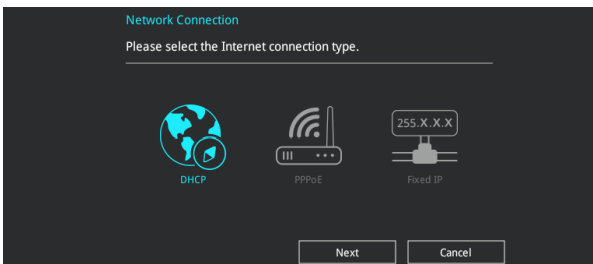 Network Connection
Please select the Internet connection type.
255.X.X.X
DHCP
PPPoE
Fixed IP
Next
Cancel